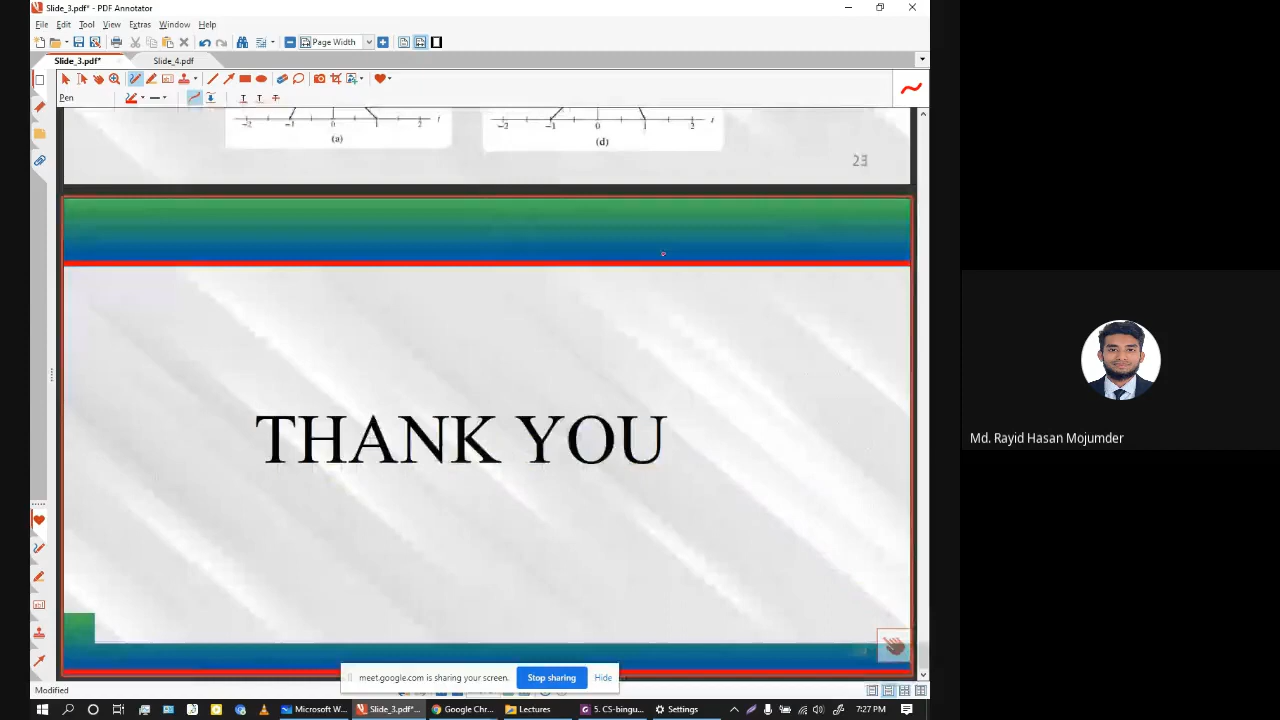 Slide_3.pdf* - PDF Annotator
File Edit Tool View Extras Window Help
Page Width
Slide_3.pdf* Slide_4.pdf
Pen
-2 -1 0 1 2 t
-2 -1 0 1 2 t
(a) (d)
23
THANK YOU
Md. Rayid Hasan Mojumder
meet.google.com is sharing your screen. Stop sharing Hide
Modified
Microsoft W... Slide_3.pdf*... Google Chr... Lectures 5. CS-bingu... Settings 7:27 PM